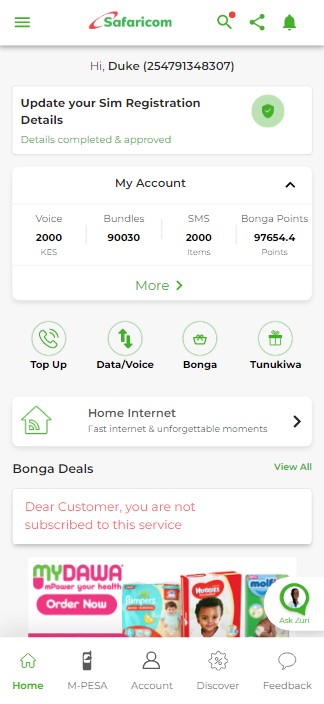 Safaricom
Hi, Duke (254791348307)
Update your Sim Registration
Details
Details completed & approved
My Account
Voice Bundles SMS Bonga Points
2000 90030 2000 97654.4
KES Items Points
More
Top Up Data/Voice Bonga Tunukiwa
Home Internet
Fast internet & unforgettable moments
Bonga Deals View All
Dear Customer, you are not
subscribed to this service
MYDAWA
mPower your health
Order Now
Pampers
HUGGIES
molfix
Ask Zuri
Home M-PESA Account Discover Feedback